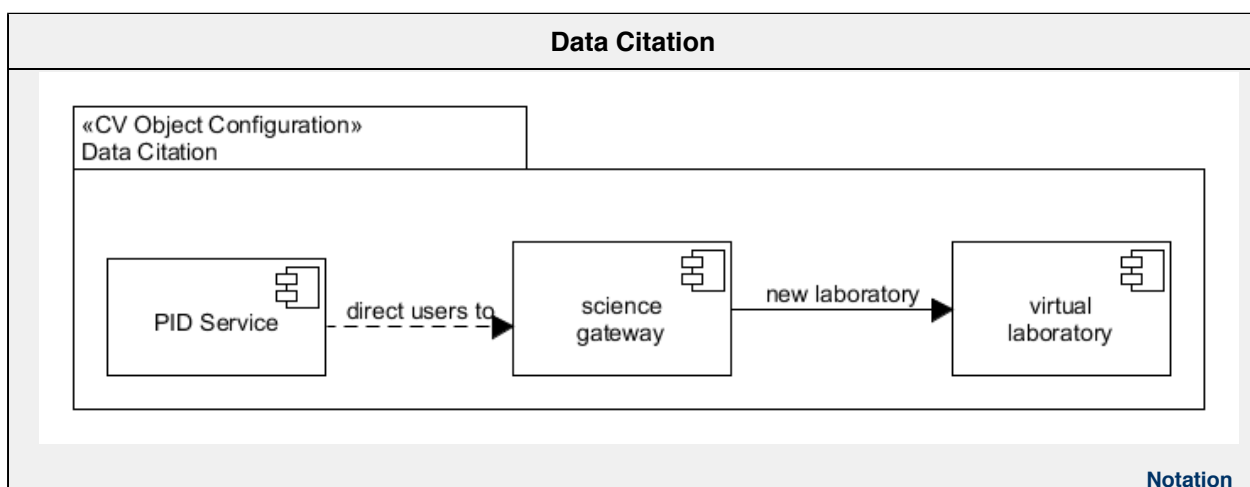 Data Citation
«CV Object Configuration»
Data Citation
PID Service
direct users to
science
gateway
new laboratory
virtual
laboratory
Notation